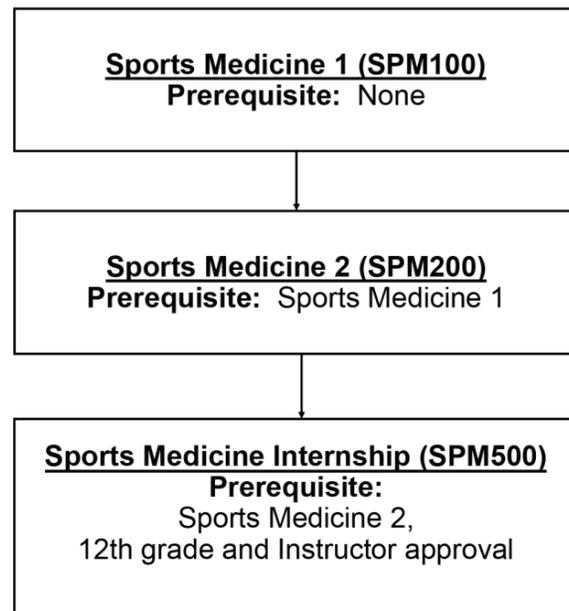 Sports Medicine 1 (SPM100)
Prerequisite: None
Sports Medicine 2 (SPM200)
Prerequisite: Sports Medicine 1
Sports Medicine Internship (SPM500)
Prerequisite:
Sports Medicine 2,
12th grade and Instructor approval